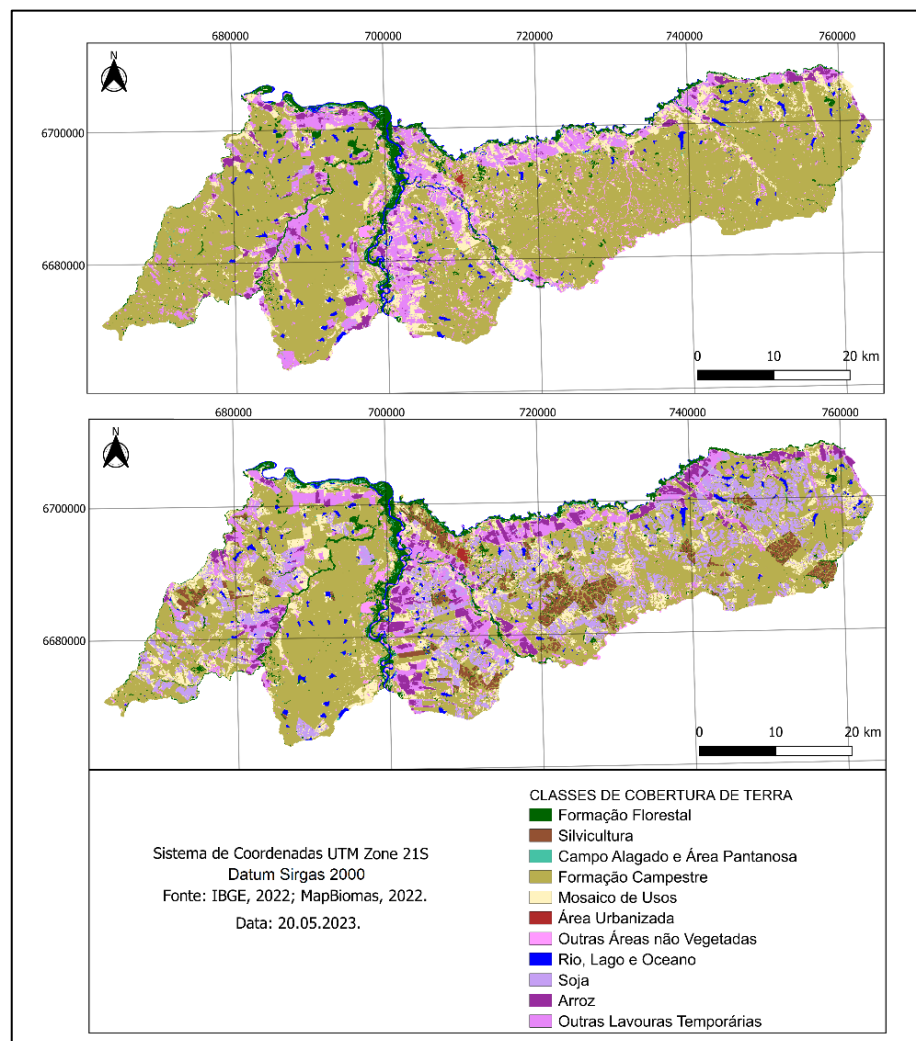 680000 700000 720000 740000 760000
N
6700000
6680000
0 10 20 km
680000 700000 720000 740000 760000
N
6700000
6680000
0 10 20 km
CLASSES DE COBERTURA DE TERRA
Formação Florestal
Silvicultura
Campo Alagado e Área Pantanosa
Formação Campestre
Mosaico de Usos
Área Urbanizada
Outras Áreas não Vegetadas
Rio, Lago e Oceano
Soja
Arroz
Outras Lavouras Temporárias
Sistema de Coordenadas UTM Zone 21S
Datum Sirgas 2000
Fonte: IBGE, 2022; MapBiomas, 2022.
Data: 20.05.2023.